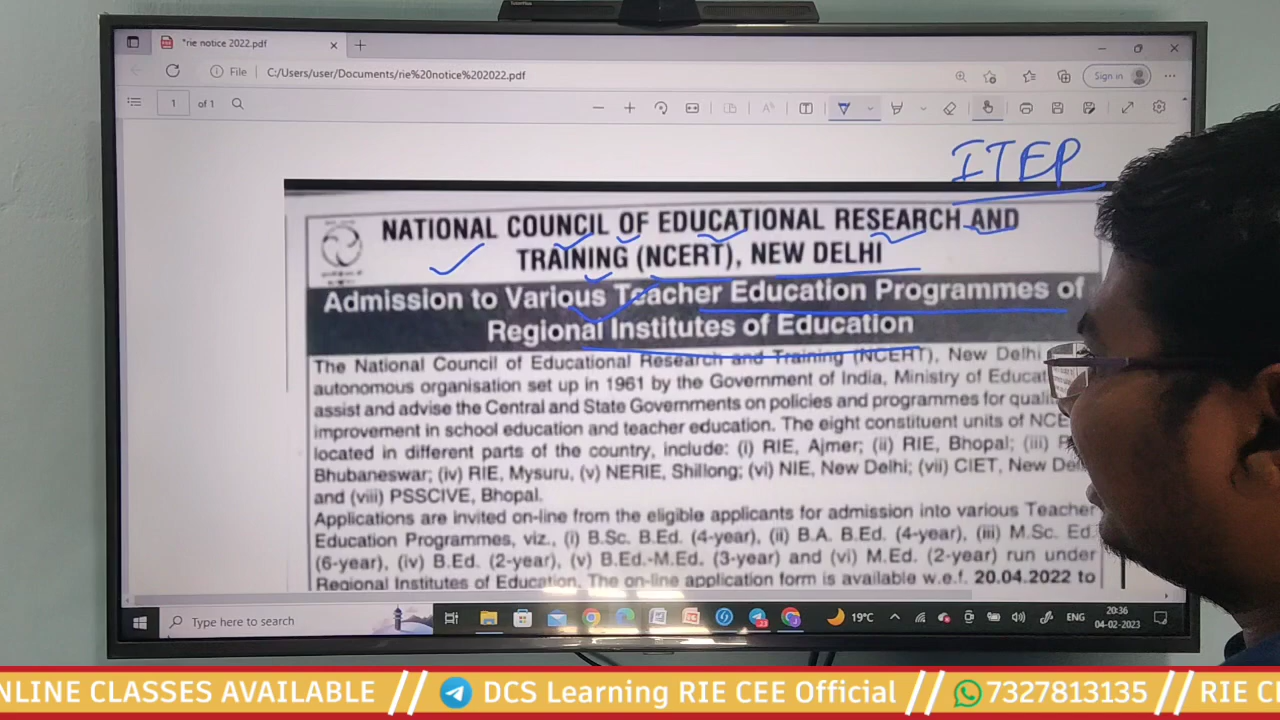 TutorFlex
*rie notice 2022.pdf
File C:/Users/user/Documents/rie%20notice%202022.pdf
Sign in
1 of 1
ITEP
NATIONAL COUNCIL OF EDUCATIONAL RESEARCH AND
TRAINING (NCERT), NEW DELHI
Admission to Various Teacher Education Programmes of
Regional Institutes of Education
The National Council of Educational Research and Training (NCERT), New Delhi
autonomous organisation set up in 1961 by the Government of India, Ministry of Educa
assist and advise the Central and State Governments on policies and programmes for quali
improvement in school education and teacher education. The eight constituent units of NCE
located in different parts of the country, include: (i) RIE, Ajmer; (ii) RIE, Bhopal; (iii) R
Bhubaneswar; (iv) RIE, Mysuru, (v) NERIE, Shillong; (vi) NIE, New Delhi; (vii) CIET, New Del
and (viii) PSSCIVE, Bhopal.
Applications are invited on-line from the eligible applicants for admission into various Teacher
Education Programmes, viz., (i) B.Sc. B.Ed. (4-year), (ii) B.A. B.Ed. (4-year), (iii) M.Sc. Ed.
(6-year), (iv) B.Ed. (2-year), (v) B.Ed.-M.Ed. (3-year) and (vi) M.Ed. (2-year) run under
Regional Institutes of Education. The on-line application form is available w.e.f. 20.04.2022 to
Type here to search
19°C
ENG
20:36
04-02-2023
NLINE CLASSES AVAILABLE // DCS Learning RIE CEE Official // 7327813135 // RIE C